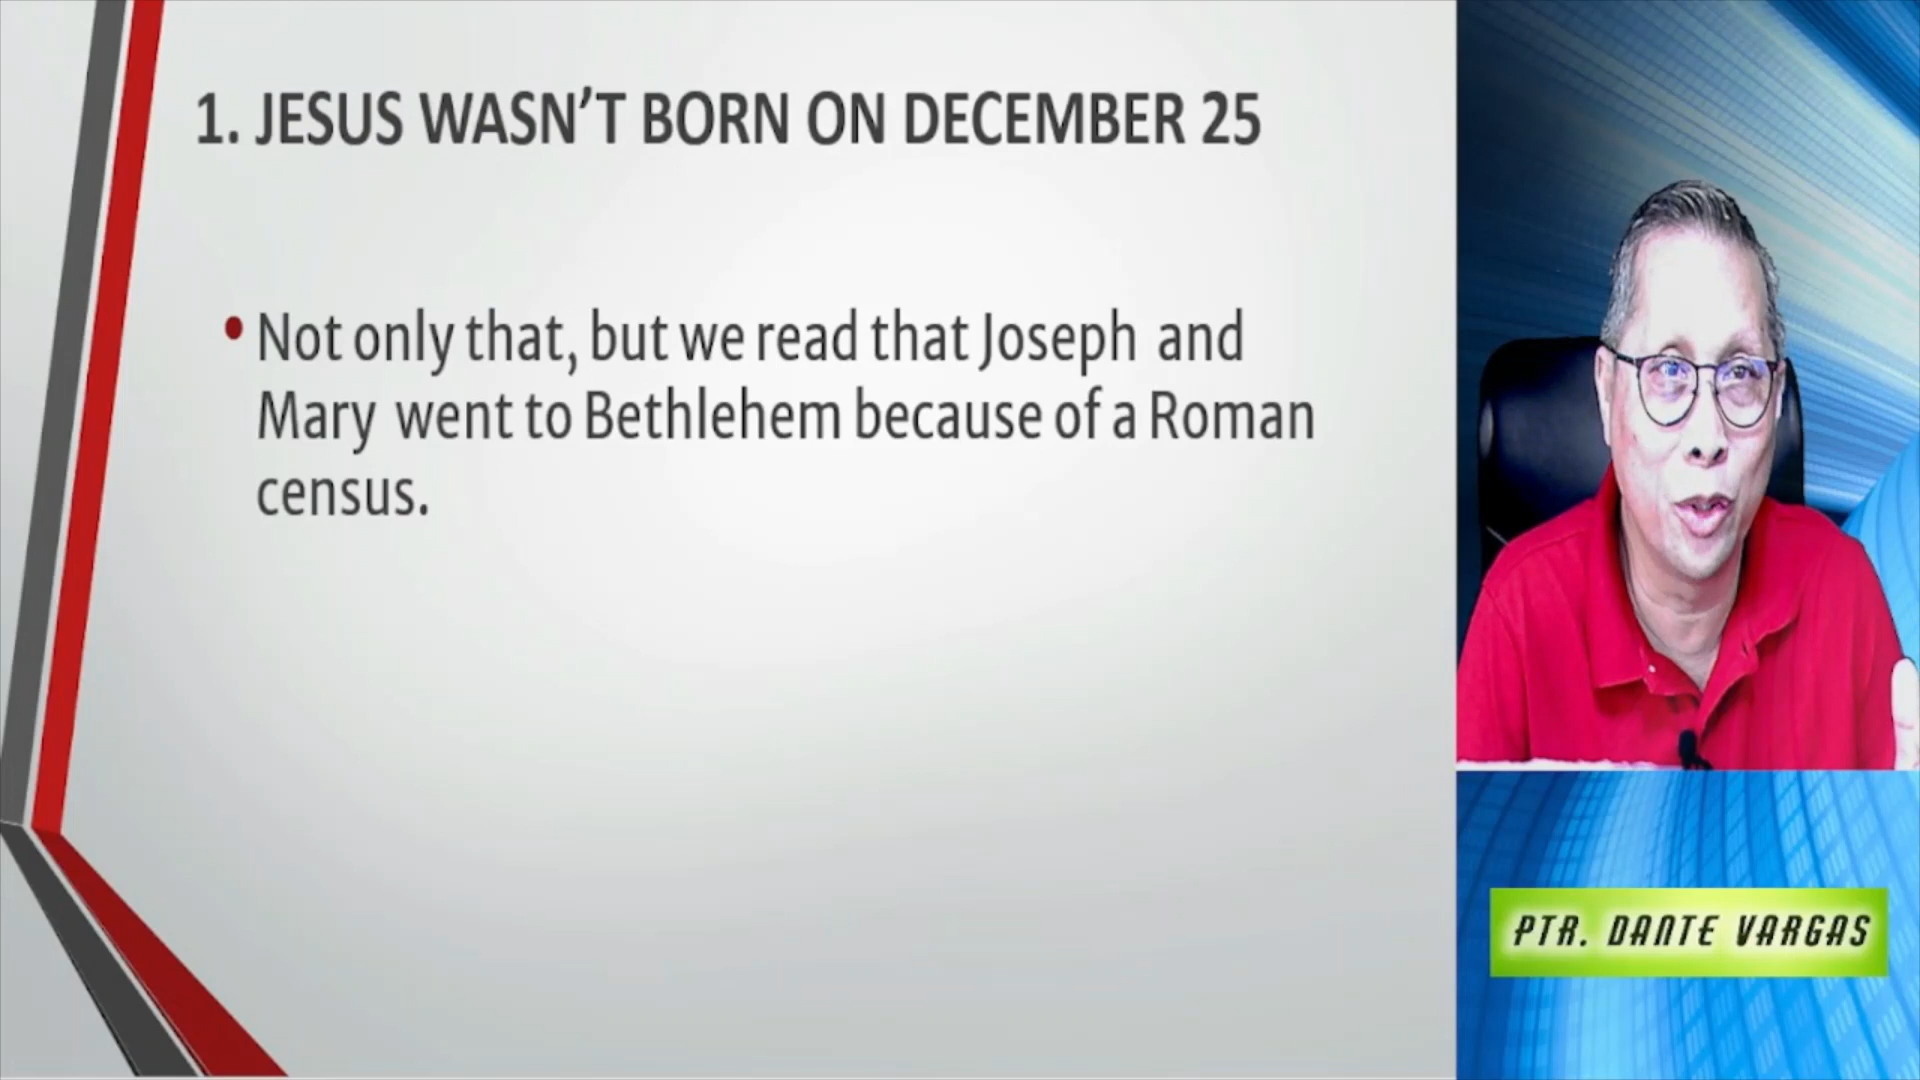 1. JESUS WASN’T BORN ON DECEMBER 25
• Not only that, but we read that Joseph and
Mary went to Bethlehem because of a Roman
census.
PTR. DANTE VARGAS